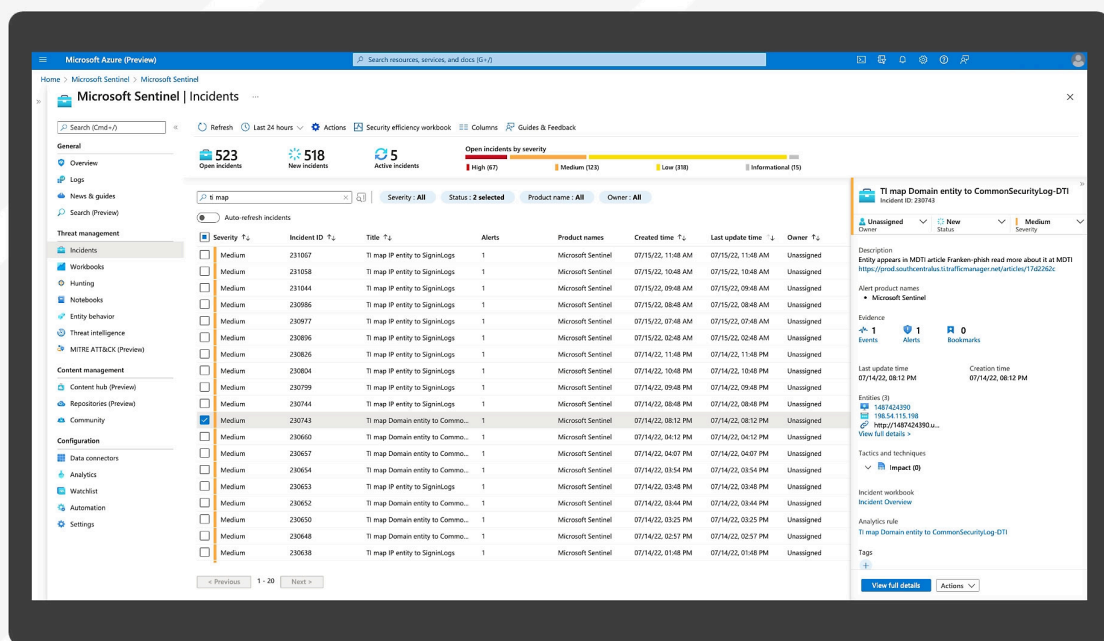 Microsoft Azure (Preview)
Search resources, services, and docs (G+/)
Home > Microsoft Sentinel > Microsoft Sentinel
Microsoft Sentinel | Incidents ...
Search (Cmd+/)
General
Overview
Logs
News & guides
Search (Preview)
Threat management
Incidents
Workbooks
Hunting
Notebooks
Entity behavior
Threat intelligence
MITRE ATT&CK (Preview)
Content management
Content hub (Preview)
Repositories (Preview)
Community
Configuration
Data connectors
Analytics
Watchlist
Automation
Settings
Refresh Last 24 hours Actions Security efficiency workbook Columns Guides & Feedback
523 518 5
Open incidents New incidents Active incidents
Open incidents by severity
High (67) Medium (123) Low (318) Informational (15)
ti map Severity : All Status : 2 selected Product name : All Owner : All
Auto-refresh incidents
Severity Incident ID Title Alerts Product names Created time Last update time Owner
Medium 231067 TI map IP entity to SigninLogs 1 Microsoft Sentinel 07/15/22, 11:48 AM 07/15/22, 11:48 AM Unassigned
Medium 231058 TI map IP entity to SigninLogs 1 Microsoft Sentinel 07/15/22, 10:48 AM 07/15/22, 10:48 AM Unassigned
Medium 231044 TI map IP entity to SigninLogs 1 Microsoft Sentinel 07/15/22, 09:48 AM 07/15/22, 09:48 AM Unassigned
Medium 230986 TI map IP entity to SigninLogs 1 Microsoft Sentinel 07/15/22, 08:48 AM 07/15/22, 08:48 AM Unassigned
Medium 230977 TI map IP entity to SigninLogs 1 Microsoft Sentinel 07/15/22, 07:48 AM 07/15/22, 07:48 AM Unassigned
Medium 230896 TI map IP entity to SigninLogs 1 Microsoft Sentinel 07/15/22, 02:48 AM 07/15/22, 02:48 AM Unassigned
Medium 230826 TI map IP entity to SigninLogs 1 Microsoft Sentinel 07/14/22, 11:48 PM 07/14/22, 11:48 PM Unassigned
Medium 230804 TI map IP entity to SigninLogs 1 Microsoft Sentinel 07/14/22, 10:48 PM 07/14/22, 10:48 PM Unassigned
Medium 230799 TI map IP entity to SigninLogs 1 Microsoft Sentinel 07/14/22, 09:48 PM 07/14/22, 09:48 PM Unassigned
Medium 230744 TI map IP entity to SigninLogs 1 Microsoft Sentinel 07/14/22, 08:48 PM 07/14/22, 08:48 PM Unassigned
Medium 230743 TI map Domain entity to Commo... 1 Microsoft Sentinel 07/14/22, 08:12 PM 07/14/22, 08:12 PM Unassigned
Medium 230660 TI map Domain entity to Commo... 1 Microsoft Sentinel 07/14/22, 04:12 PM 07/14/22, 04:12 PM Unassigned
Medium 230657 TI map Domain entity to Commo... 1 Microsoft Sentinel 07/14/22, 04:07 PM 07/14/22, 04:07 PM Unassigned
Medium 230654 TI map Domain entity to Commo... 1 Microsoft Sentinel 07/14/22, 03:54 PM 07/14/22, 03:54 PM Unassigned
Medium 230653 TI map IP entity to SigninLogs 1 Microsoft Sentinel 07/14/22, 03:48 PM 07/14/22, 03:48 PM Unassigned
Medium 230652 TI map Domain entity to Commo... 1 Microsoft Sentinel 07/14/22, 03:44 PM 07/14/22, 03:44 PM Unassigned
Medium 230650 TI map Domain entity to Commo... 1 Microsoft Sentinel 07/14/22, 03:25 PM 07/14/22, 03:25 PM Unassigned
Medium 230648 TI map Domain entity to Commo... 1 Microsoft Sentinel 07/14/22, 02:57 PM 07/14/22, 02:57 PM Unassigned
Medium 230638 TI map IP entity to SigninLogs 1 Microsoft Sentinel 07/14/22, 01:48 PM 07/14/22, 01:48 PM Unassigned
< Previous 1 - 20 Next >
TI map Domain entity to CommonSecurityLog-DTI
Incident ID: 230743
Unassigned New Medium
Owner Status Severity
Description
Entity appears in MDTI article Franken-phish read more about it at MDTI
https://prod.southcentralus.ti.trafficmanager.net/articles/17d2262c
Alert product names
• Microsoft Sentinel
Evidence
1 1 0
Events Alerts Bookmarks
Last update time Creation time
07/14/22, 08:12 PM 07/14/22, 08:12 PM
Entities (3)
1487424390
198.54.115.198
http://1487424390.u...
View full details >
Tactics and techniques
Impact (0)
Incident workbook
Incident Overview
Analytics rule
TI map Domain entity to CommonSecurityLog-DTI
Tags
+
View full details Actions